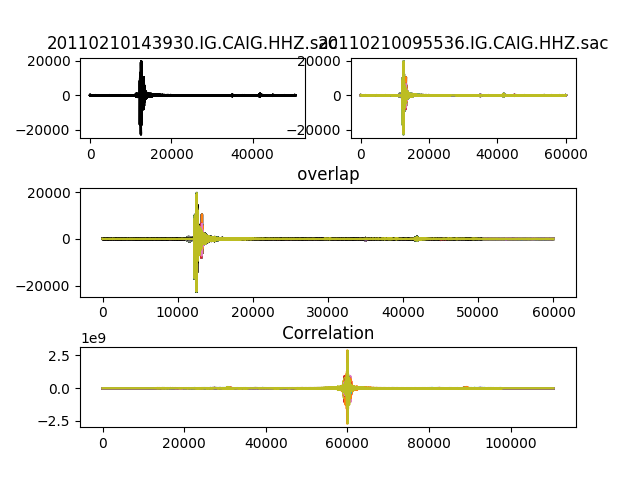 20110210143930.IG.CAIG.HHZ.sac
20110210095536.IG.CAIG.HHZ.sac
20000
0
−20000
0 20000 40000
20000
0
−20000
0 20000 40000 60000
overlap
20000
0
−20000
0 10000 20000 30000 40000 50000 60000
Correlation
1e9
2.5
0.0
−2.5
0 20000 40000 60000 80000 100000